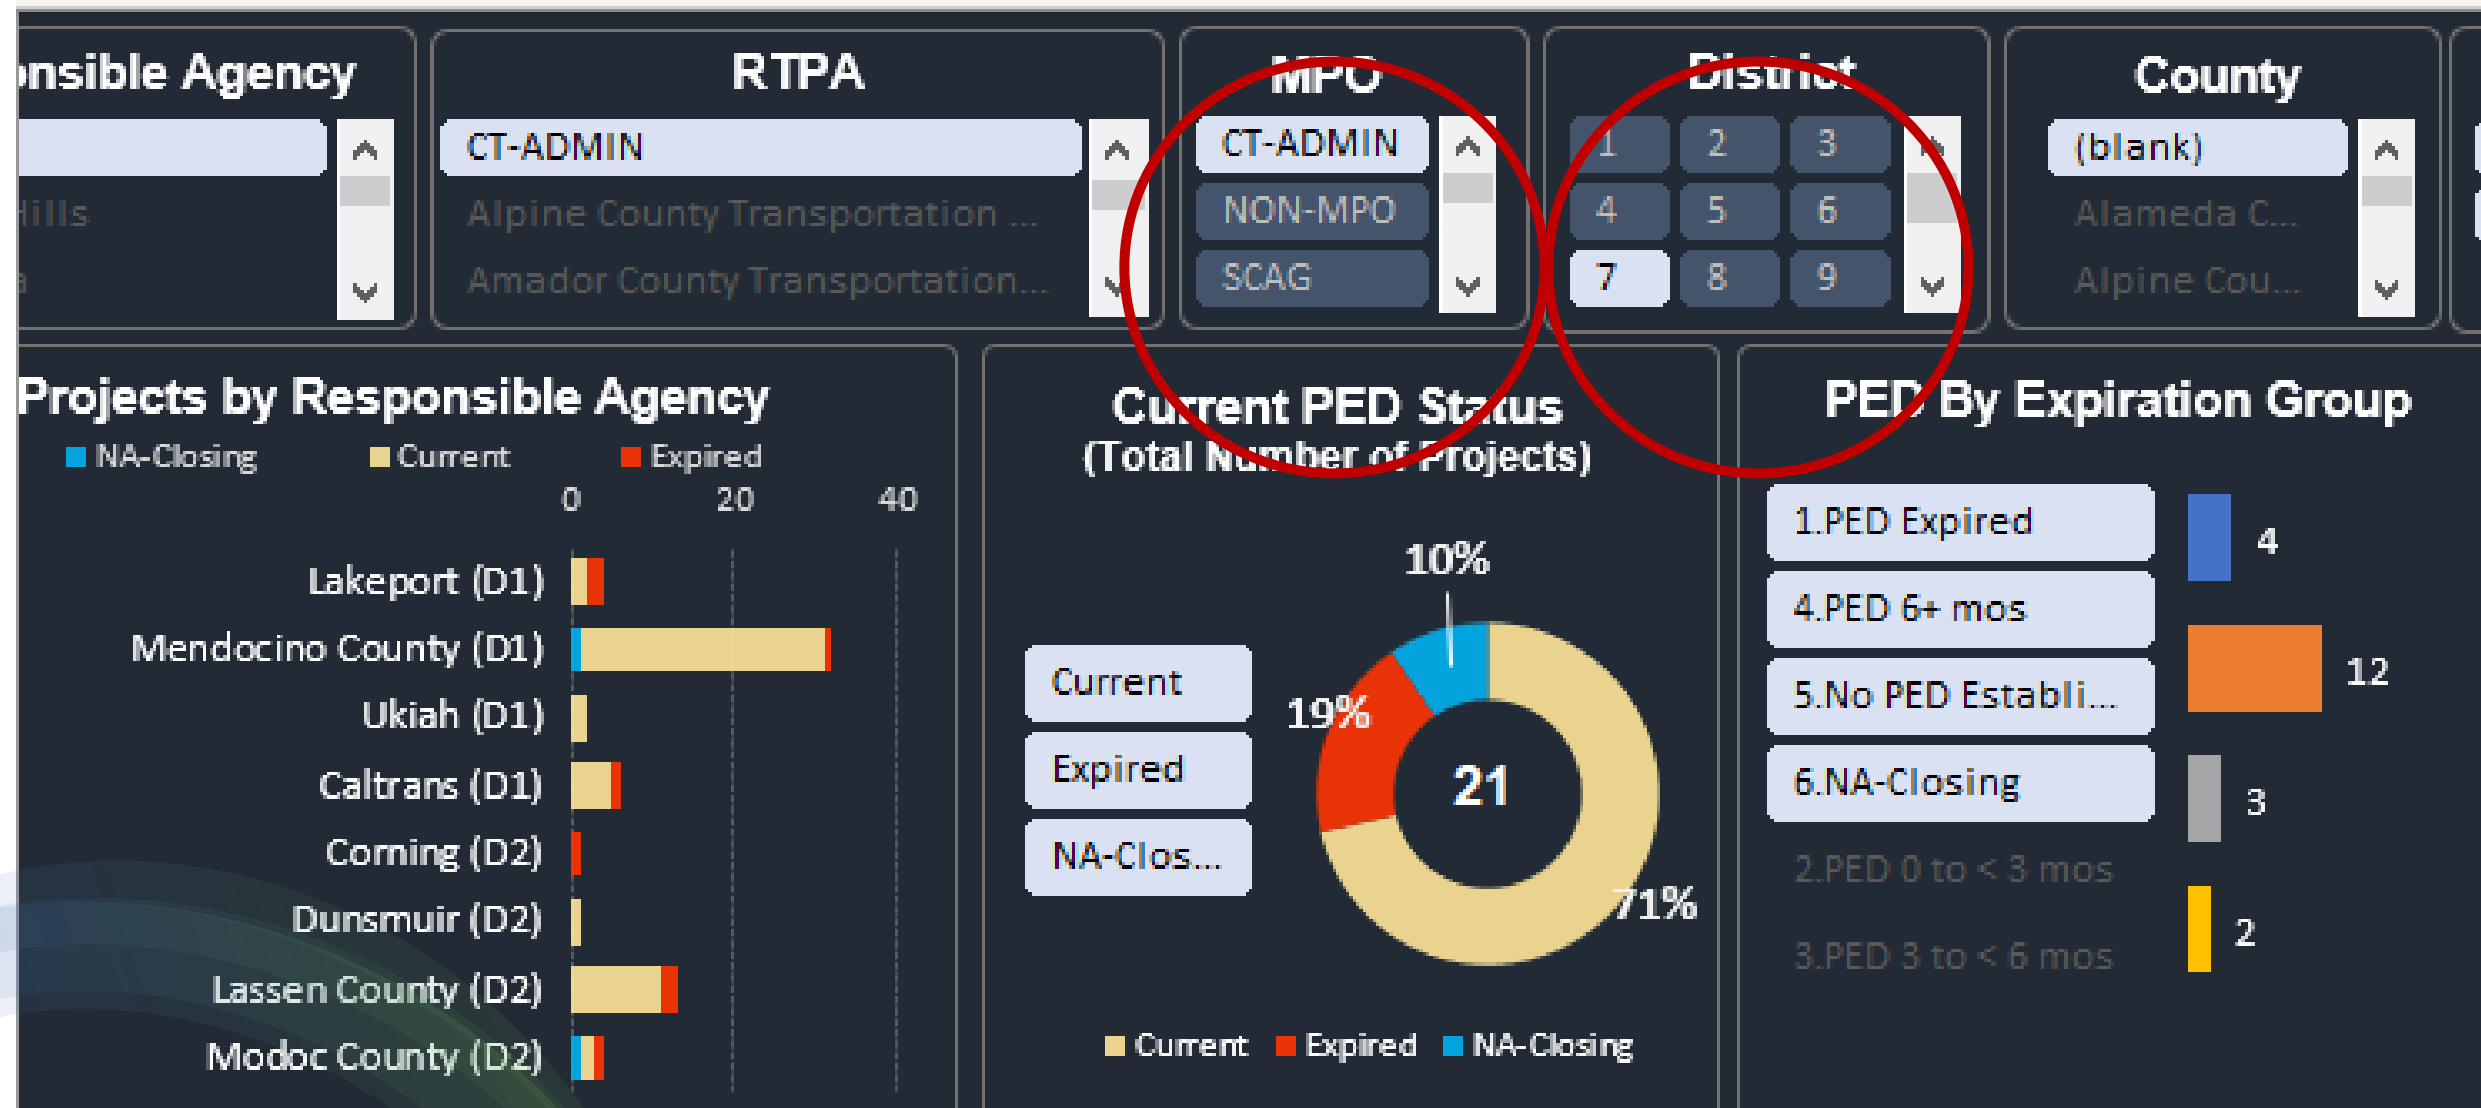 onsible Agency
Hills
a
RTPA
CT-ADMIN
Alpine County Transportation ...
Amador County Transportation...
MPO
CT-ADMIN
NON-MPO
SCAG
District
1 2 3
4 5 6
7 8 9
County
(blank)
Alameda C...
Alpine Cou...
Projects by Responsible Agency
NA-Closing Current Expired
0 20 40
Lakeport (D1)
Mendocino County (D1)
Ukiah (D1)
Caltrans (D1)
Corning (D2)
Dunsmuir (D2)
Lassen County (D2)
Modoc County (D2)
Current PED Status
(Total Number of Projects)
Current
Expired
NA-Clos...
10%
19%
21
71%
Current Expired NA-Closing
PED By Expiration Group
1.PED Expired
4.PED 6+ mos
5.No PED Establi...
6.NA-Closing
2.PED 0 to < 3 mos
3.PED 3 to < 6 mos
4
12
3
2